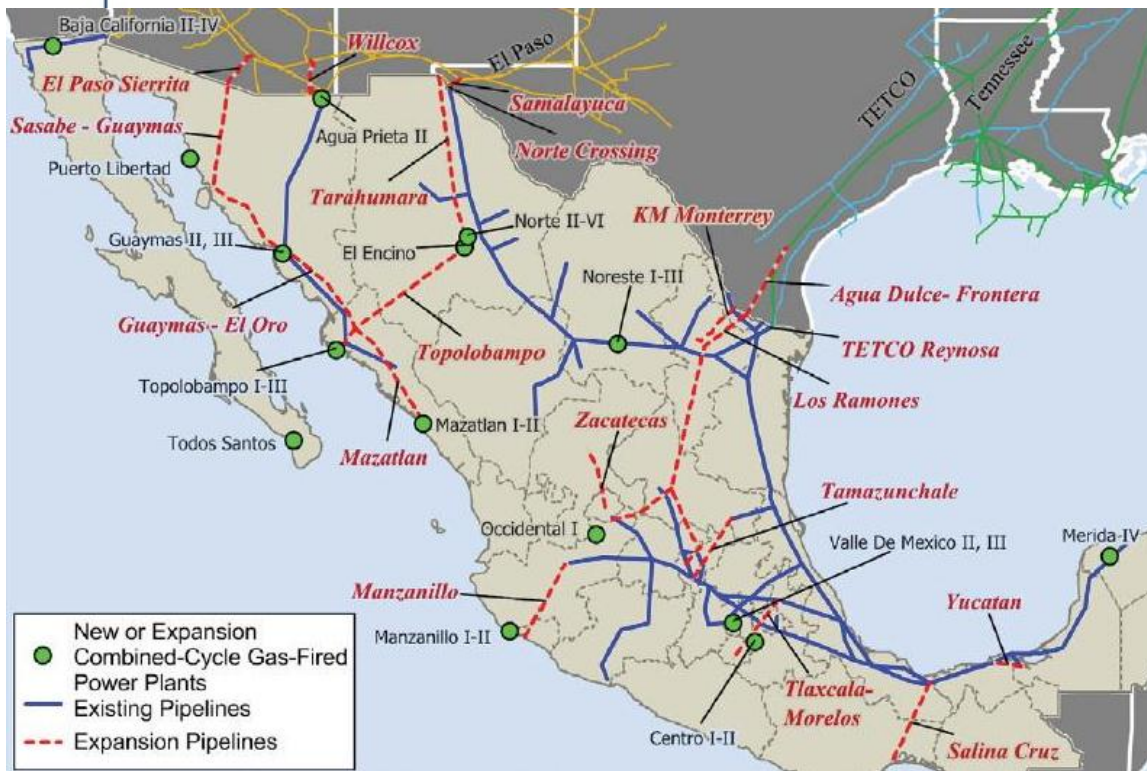 Baja California II-IV
Willcox
El Paso
El Paso Sierrita
Samalayuca
TETCO
Tennessee
Sasabe - Guaymas
Agua Prieta II
Norte Crossing
Puerto Libertad
Tarahumara
KM Monterrey
Norte II-VI
Guaymas II, III
El Encino
Noreste I-III
Agua Dulce- Frontera
Guaymas - El Oro
Topolobampo
TETCO Reynosa
Topolobampo I-III
Los Ramones
Zacatecas
Mazatlan I-II
Todos Santos
Mazatlan
Tamazunchale
Occidental I
Valle De Mexico II, III
Merida-IV
Manzanillo
Yucatan
Manzanillo I-II
Tlaxcala-
Morelos
Centro I-II
Salina Cruz
New or Expansion
Combined-Cycle Gas-Fired
Power Plants
Existing Pipelines
Expansion Pipelines